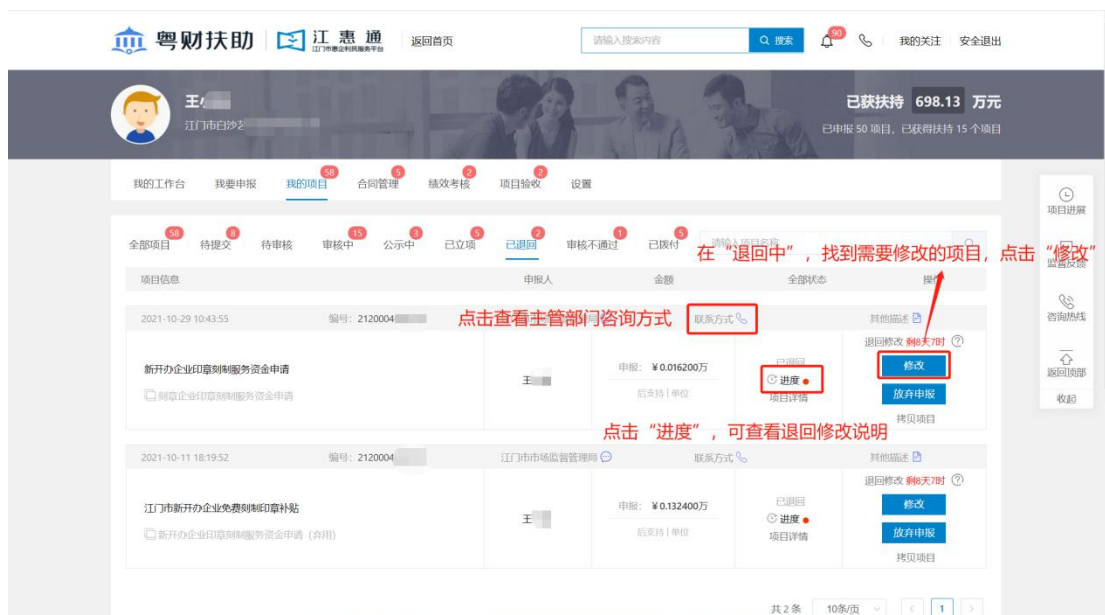 粤财扶助
江惠通
江门市惠企利民服务平台
返回首页
请输入搜索内容
搜索
90
我的关注
安全退出
王
江门市白沙
已获扶持 698.13 万元
已申报 50 项目，已获得扶持 15 个项目
我的工作台
我要申报
我的项目 58
合同管理 5
绩效考核 2
项目验收 2
设置
全部项目 58
待提交 8
待审核
审核中 15
公示中 3
已立项 5
已退回 2
审核不通过 2
已拨付 5
请输入项目名称
在“退回中”，找到需要修改的项目，点击“修改”
项目信息
申报人
金额
全部状态
操作
2021-10-29 10:43:55
编号: 2120004
点击查看主管部门咨询方式
联系方式
其他描述
新开办企业印章刻制服务资金申请
刻章企业印章刻制服务资金申请
王
申报: ￥0.016200万
后支持 | 单位
已退回
进度
项目详情
退回修改 剩8天7时
修改
放弃申报
拷贝项目
点击“进度”，可查看退回修改说明
2021-10-11 18:19:52
编号: 2120004
江门市市场监督管理局
联系方式
其他描述
江门市新开办企业免费刻制印章补贴
新开办企业印章刻制服务资金申请 (弃用)
王
申报: ￥0.132400万
后支持 | 单位
已退回
进度
项目详情
退回修改 剩8天7时
修改
放弃申报
拷贝项目
共 2 条
10条/页
1
项目进展
监督反馈
咨询热线
返回顶部
收起